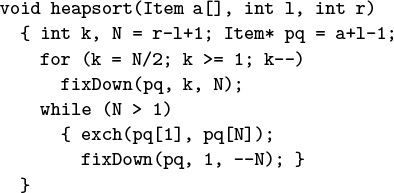 void heapsort(Item a[], int l, int r)
{ int k, N = r-l+1; Item* pq = a+l-1;
for (k = N/2; k >= 1; k--)
fixDown(pq, k, N);
while (N > 1)
{ exch(pq[1], pq[N]);
fixDown(pq, 1, --N); }
}